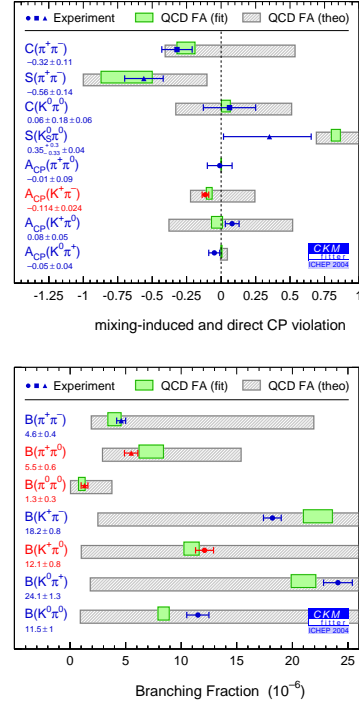 Experiment QCD FA (fit) QCD FA (theo)
C(π⁺π⁻)
−0.32 ± 0.11
S(π⁺π⁻)
−0.56 ± 0.14
C(K⁰π⁰)
0.06 ± 0.18 ± 0.06
S(K⁰_Sπ⁰)
0.35 +0.3 −0.33 ± 0.04
A_CP(π⁺π⁰)
−0.01 ± 0.09
A_CP(K⁺π⁻)
−0.114 ± 0.024
A_CP(K⁺π⁰)
0.08 ± 0.05
A_CP(K⁰π⁺)
−0.05 ± 0.04
CKM
fitter
ICHEP 2004
-1.25 -1 -0.75 -0.5 -0.25 0 0.25 0.5 0.75 1
mixing-induced and direct CP violation
Experiment QCD FA (fit) QCD FA (theo)
B(π⁺π⁻)
4.6 ± 0.4
B(π⁺π⁰)
5.5 ± 0.6
B(π⁰π⁰)
1.3 ± 0.3
B(K⁺π⁻)
18.2 ± 0.8
B(K⁺π⁰)
12.1 ± 0.8
B(K⁰π⁺)
24.1 ± 1.3
B(K⁰π⁰)
11.5 ± 1
CKM
fitter
ICHEP 2004
0 5 10 15 20 25
Branching Fraction (10⁻⁶)